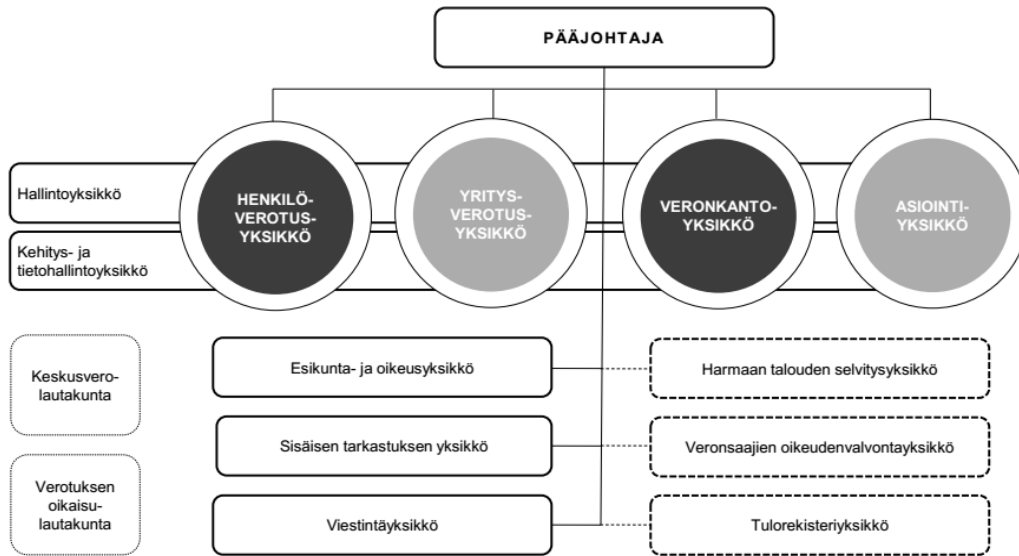 PÄÄJOHTAJA
Hallintoyksikkö
HENKILÖ-
VEROTUS-
YKSIKKÖ
YRITYS-
VEROTUS-
YKSIKKÖ
VERONKANTO-
YKSIKKÖ
ASIOINTI-
YKSIKKÖ
Kehitys- ja
tietohallintoyksikkö
Keskusvero-
lautakunta
Esikunta- ja oikeusyksikkö
Harmaan talouden selvitysyksikkö
Sisäisen tarkastuksen yksikkö
Veronsaajien oikeudenvalvontayksikkö
Verotuksen
oikaisu-
lautakunta
Viestintäyksikkö
Tulorekisteriyksikkö